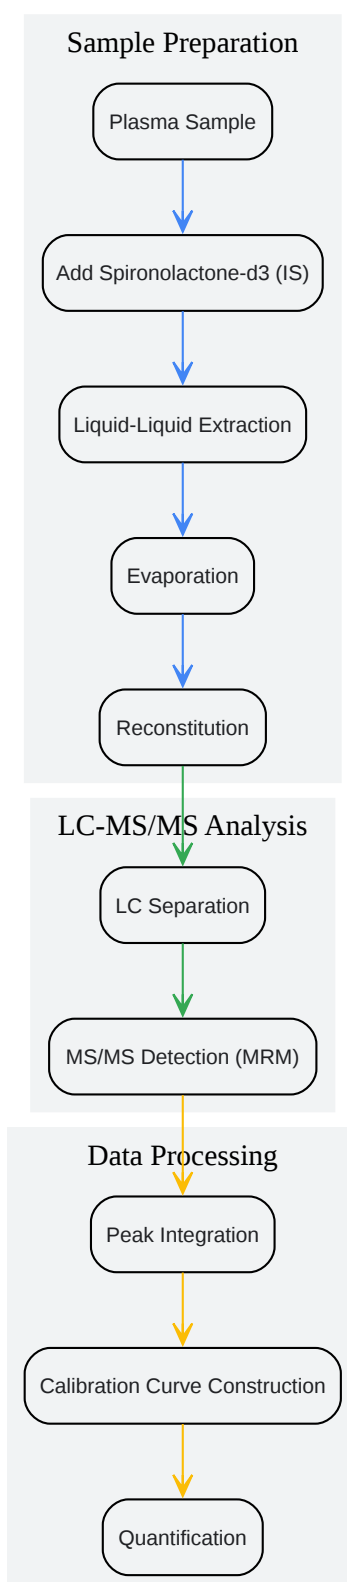 Sample Preparation
Plasma Sample
Add Spironolactone-d3 (IS)
Liquid-Liquid Extraction
Evaporation
Reconstitution
LC-MS/MS Analysis
LC Separation
MS/MS Detection (MRM)
Data Processing
Peak Integration
Calibration Curve Construction
Quantification